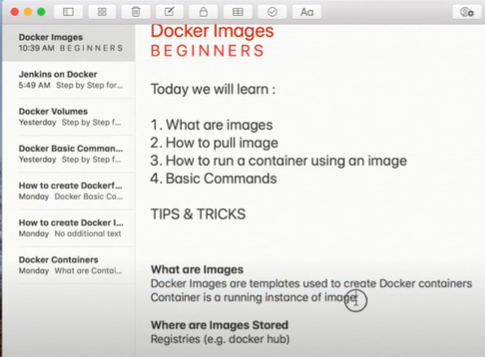 Aa
Docker Images
10:39 AM BEGINNERS
Jenkins on Docker
5:49 AM Step by Step for...
Docker Volumes
Yesterday Step by Step f...
Docker Basic Comman...
Yesterday Step by Step f...
How to create Dockerf...
Monday Docker Basic Co...
How to create Docker I...
Monday No additional text
Docker Containers
Monday What are Contai...
Docker Images
BEGINNERS
Today we will learn :
1. What are images
2. How to pull image
3. How to run a container using an image
4. Basic Commands
TIPS & TRICKS
What are Images
Docker Images are templates used to create Docker containers
Container is a running instance of image
Where are Images Stored
Registries (e.g. docker hub)